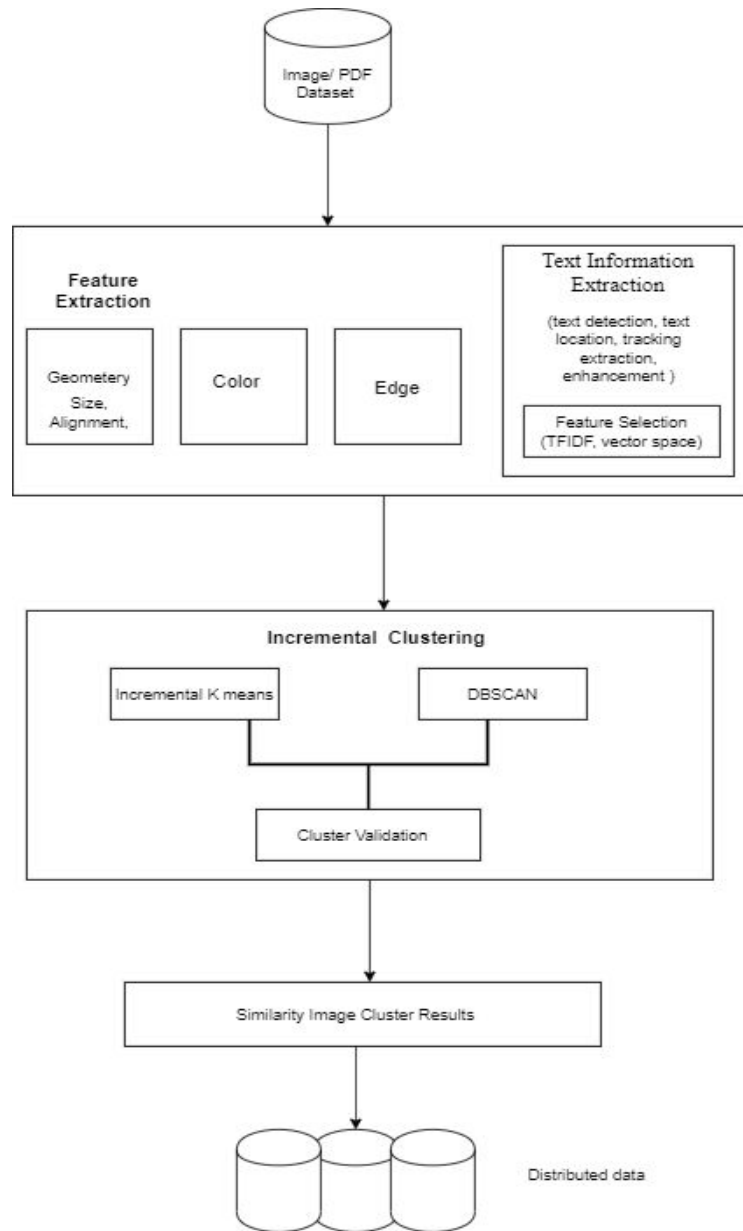 Image/ PDF
Dataset
Feature
Extraction
Geometery
Size,
Alignment,
Color
Edge
Text Information
Extraction
(text detection, text
location, tracking
extraction,
enhancement )
Feature Selection
(TFIDF, vector space)
Incremental Clustering
Incremental K means
DBSCAN
Cluster Validation
Similarity Image Cluster Results
Distributed data